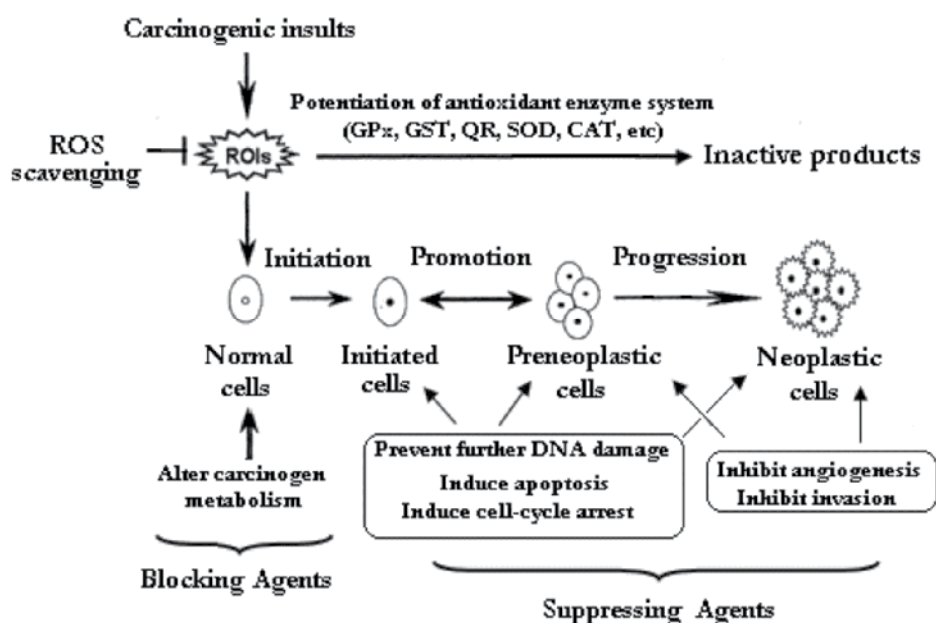 Carcinogenic insults
Potentiation of antioxidant enzyme system
(GPx, GST, QR, SOD, CAT, etc)
ROS
scavenging
ROIs
Inactive products
Initiation
Promotion
Progression
Normal
cells
Initiated
cells
Preneoplastic
cells
Neoplastic
cells
Alter carcinogen
metabolism
Prevent further DNA damage
Induce apoptosis
Induce cell-cycle arrest
Inhibit angiogenesis
Inhibit invasion
Blocking Agents
Suppressing Agents